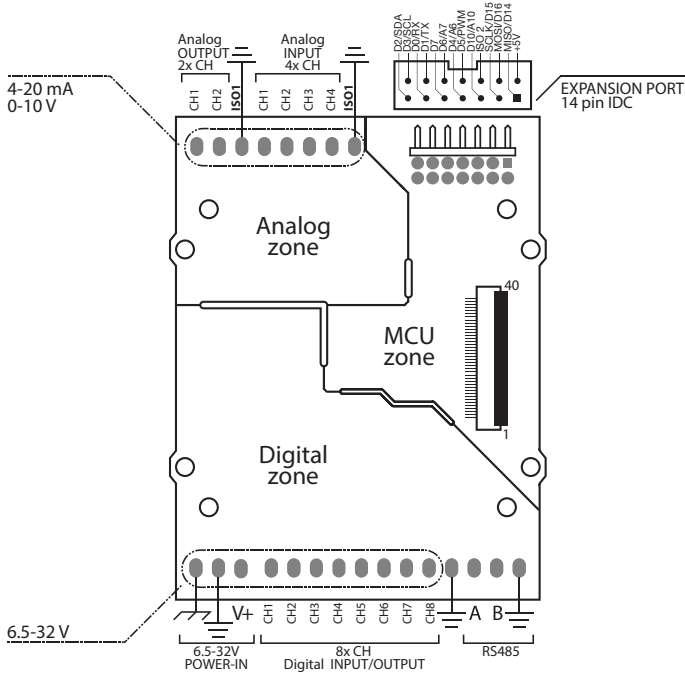 Analog
OUTPUT
2x CH
Analog
INPUT
4x CH
D2/SDA
D3/SCL
D0/RX
D1/TX
D7
D6/A7
D4/A6
D5/PWM
D10/A10
ISO 2
SCLK/D15
MOSI/D16
MISO/D14
+5V
4-20 mA
0-10 V
CH1
CH2
ISO1
CH1
CH2
CH3
CH4
ISO1
EXPANSION PORT
14 pin IDC
Analog
zone
40
MCU
zone
1
Digital
zone
6.5-32 V
V+
CH1
CH2
CH3
CH4
CH5
CH6
CH7
CH8
A
B
6.5-32V
POWER-IN
8x CH
Digital INPUT/OUTPUT
RS485